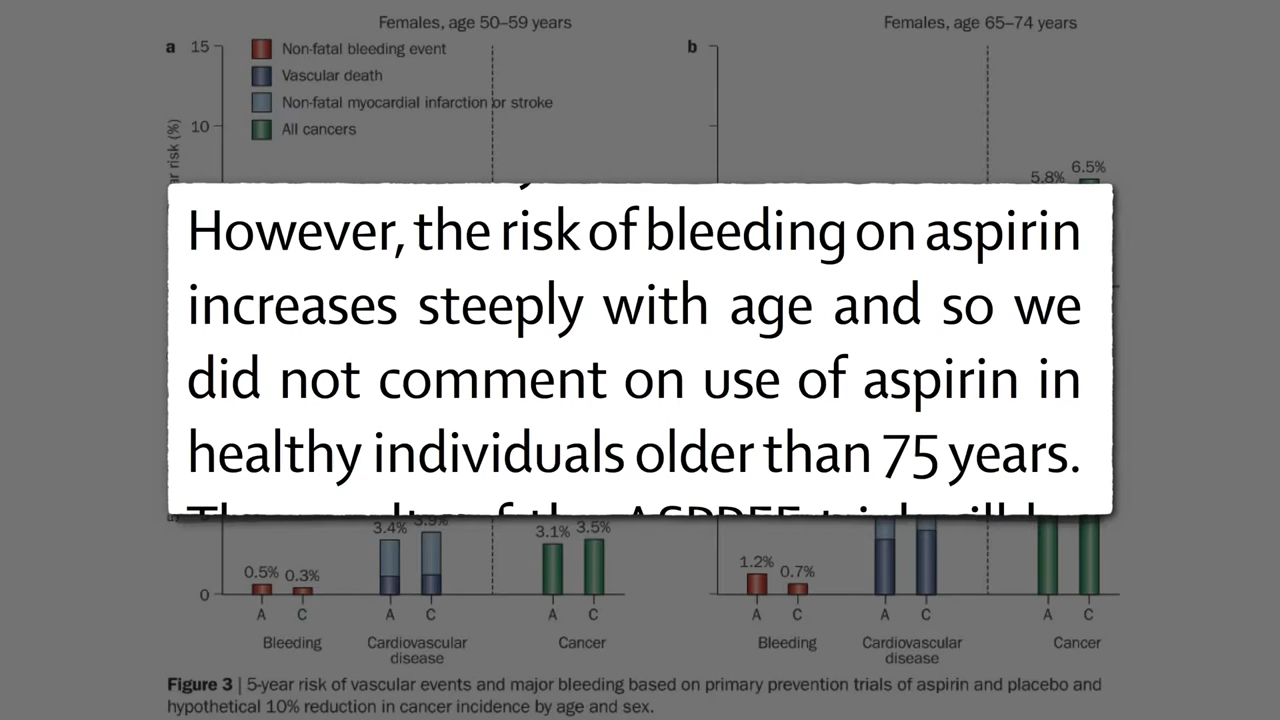 Females, age 50–59 years
Females, age 65–74 years
a
15
Non-fatal bleeding event
Vascular death
Non-fatal myocardial infarction or stroke
All cancers
10
risk (%)
b
5.8%
6.5%
However, the risk of bleeding on aspirin
increases steeply with age and so we
did not comment on use of aspirin in
healthy individuals older than 75 years.
3.4%
3.9%
3.1%
3.5%
0.5%
0.3%
1.2%
0.7%
0
A
C
A
C
A
C
A
C
A
C
A
C
Bleeding
Cardiovascular
disease
Cancer
Bleeding
Cardiovascular
disease
Cancer
Figure 3 | 5-year risk of vascular events and major bleeding based on primary prevention trials of aspirin and placebo and
hypothetical 10% reduction in cancer incidence by age and sex.